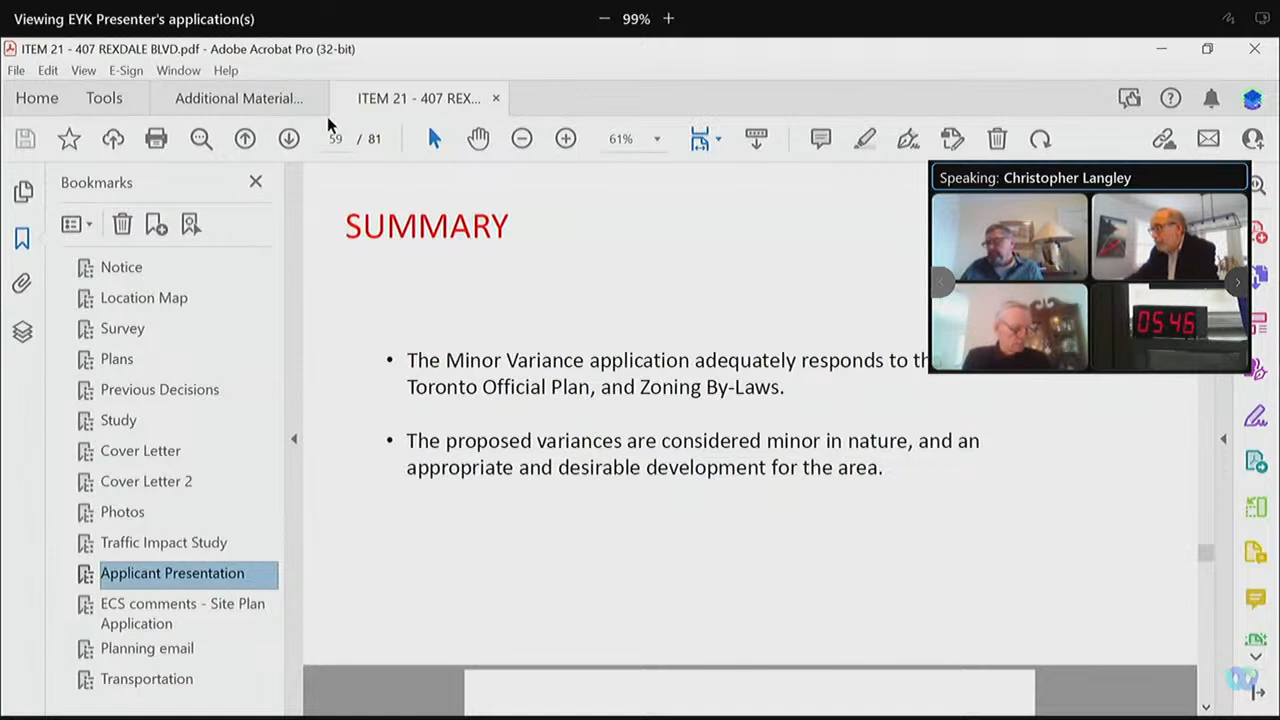 Viewing EYK Presenter's application(s)
99%
ITEM 21 - 407 REXDALE BLVD.pdf - Adobe Acrobat Pro (32-bit)
File Edit View E-Sign Window Help
Home Tools Additional Material... ITEM 21 - 407 REX...
59 / 81 61%
Bookmarks
Notice
Location Map
Survey
Plans
Previous Decisions
Study
Cover Letter
Cover Letter 2
Photos
Traffic Impact Study
Applicant Presentation
ECS comments - Site Plan
Application
Planning email
Transportation
SUMMARY
• The Minor Variance application adequately responds to th
Toronto Official Plan, and Zoning By-Laws.
• The proposed variances are considered minor in nature, and an
appropriate and desirable development for the area.
Speaking: Christopher Langley
05:46